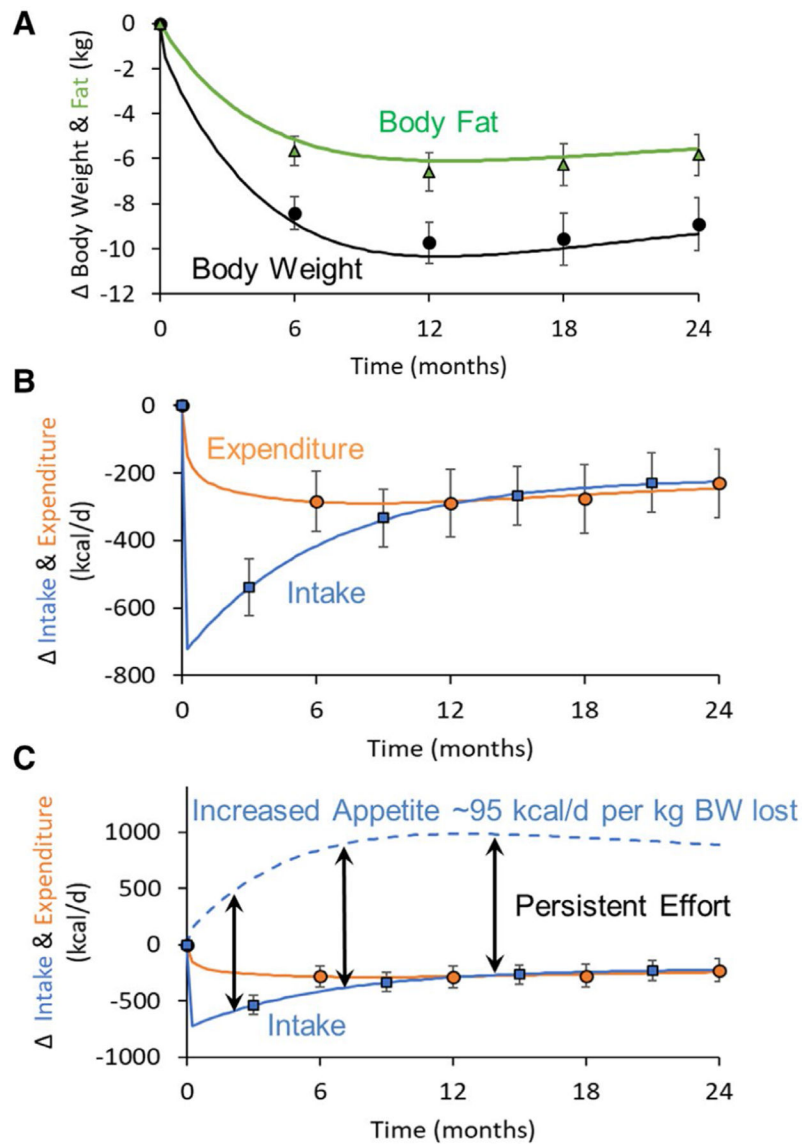 A
Δ Body Weight & Fat (kg)
0
-2
-4
-6
-8
-10
-12
Body Fat
Body Weight
0
6
12
18
24
Time (months)
B
Δ Intake & Expenditure
(kcal/d)
0
-200
-400
-600
-800
Expenditure
Intake
0
6
12
18
24
Time (months)
C
Δ Intake & Expenditure
(kcal/d)
1000
500
0
-500
-1000
Increased Appetite ~95 kcal/d per kg BW lost
Persistent Effort
Intake
0
6
12
18
24
Time (months)